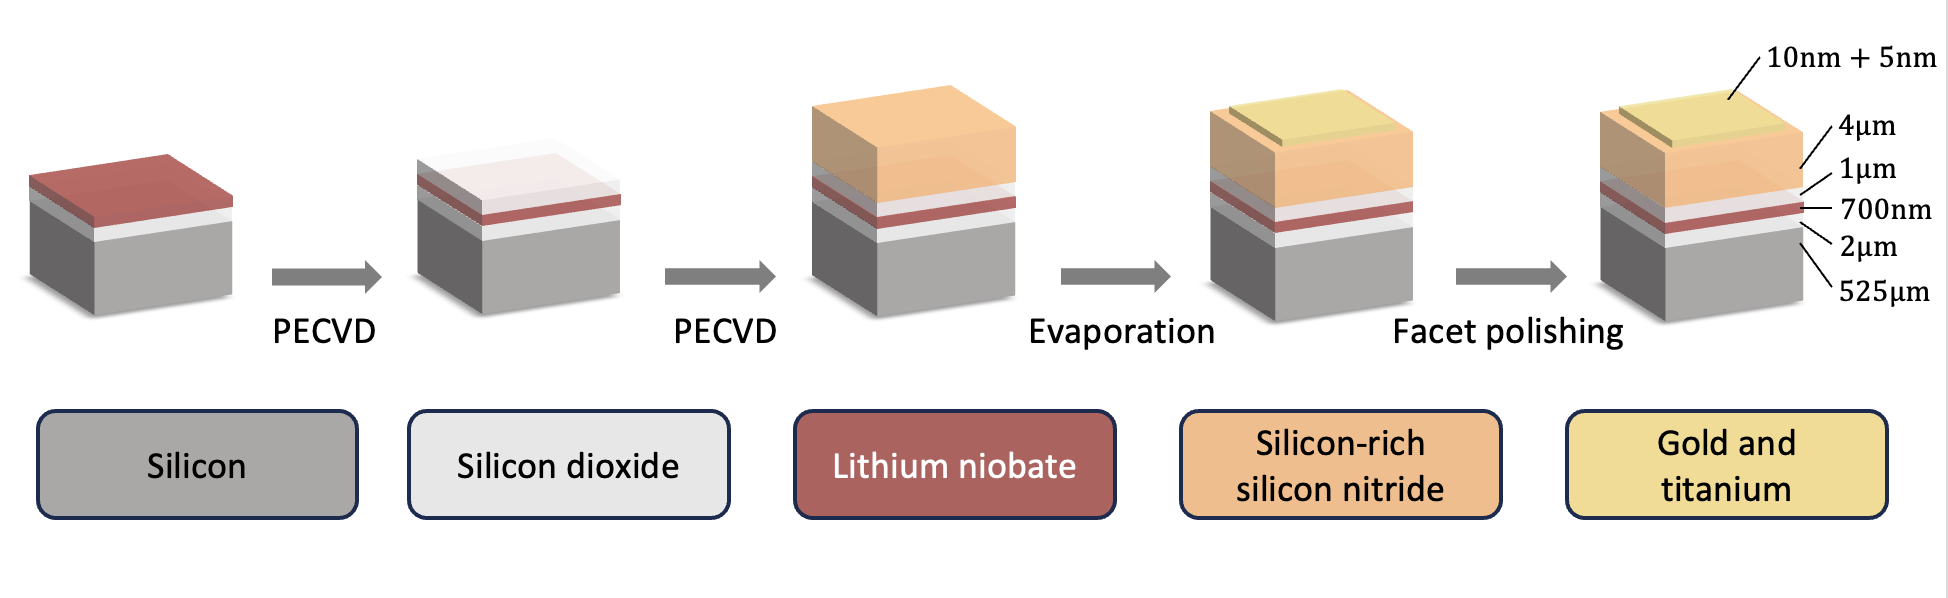 10nm + 5nm
4μm
1μm
700nm
2μm
525μm
PECVD
PECVD
Evaporation
Facet polishing
Silicon
Silicon dioxide
Lithium niobate
Silicon-rich
silicon nitride
Gold and
titanium